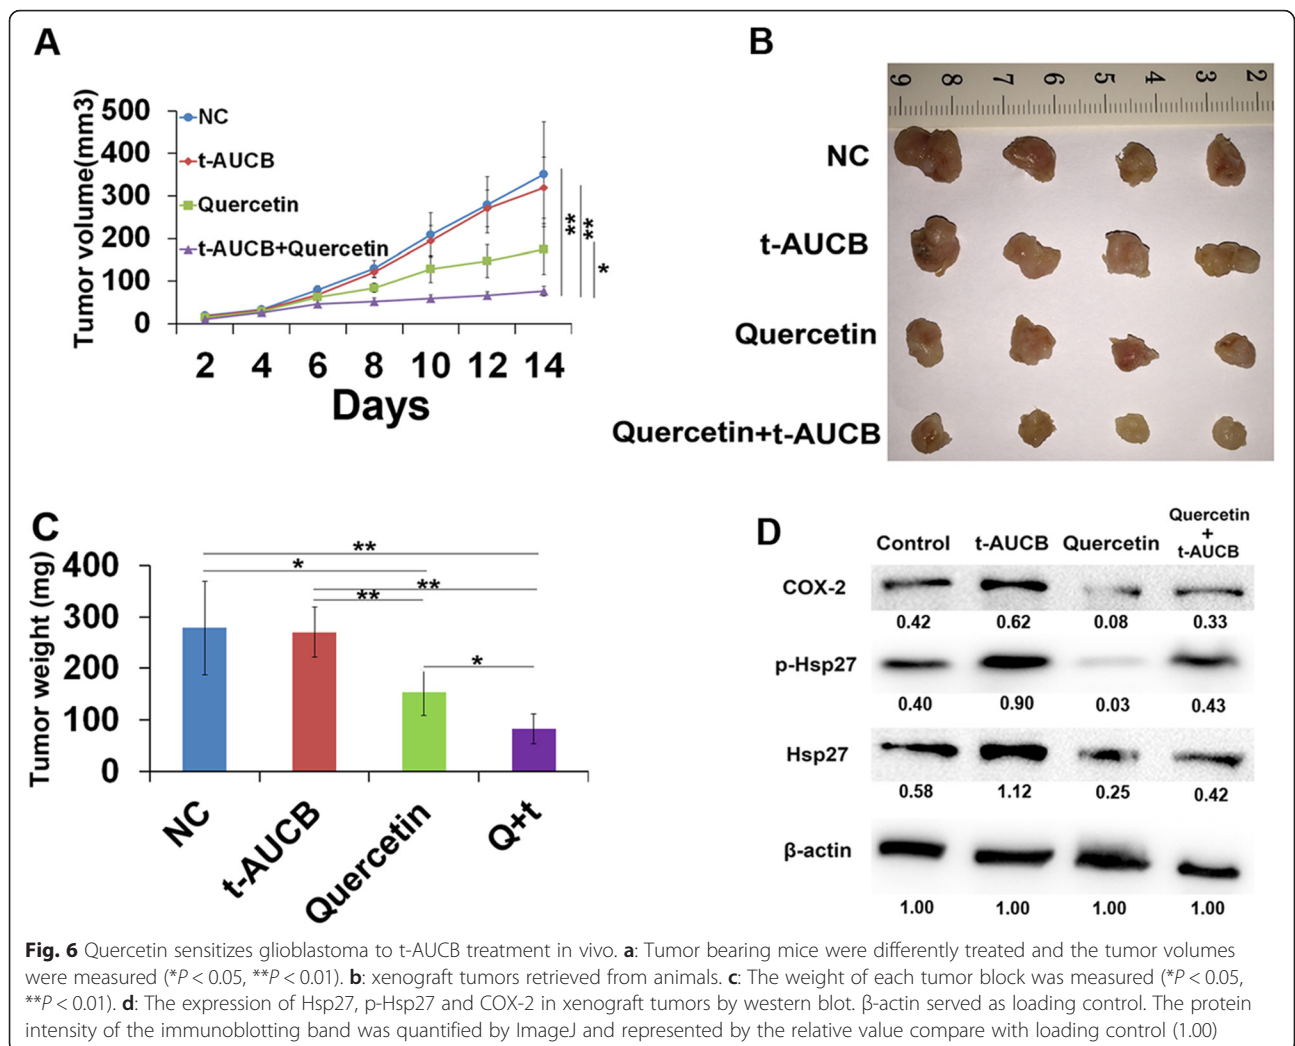 A
Tumor volume(mm3)
500
400
300
200
100
0
NC
t-AUCB
Quercetin
t-AUCB+Quercetin
**
**
*
2 4 6 8 10 12 14
Days
B
9 8 7 6 5 4 3 2
NC
t-AUCB
Quercetin
Quercetin+t-AUCB
C
Tumor weight (mg)
400
300
200
100
0
**
*
**
**
*
NC
t-AUCB
Quercetin
Q+t
D
Control t-AUCB Quercetin Quercetin
+
t-AUCB
COX-2
0.42 0.62 0.08 0.33
p-Hsp27
0.40 0.90 0.03 0.43
Hsp27
0.58 1.12 0.25 0.42
β-actin
1.00 1.00 1.00 1.00
Fig. 6 Quercetin sensitizes glioblastoma to t-AUCB treatment in vivo. a: Tumor bearing mice were differently treated and the tumor volumes
were measured (*P < 0.05, **P < 0.01). b: xenograft tumors retrieved from animals. c: The weight of each tumor block was measured (*P < 0.05,
**P < 0.01). d: The expression of Hsp27, p-Hsp27 and COX-2 in xenograft tumors by western blot. β-actin served as loading control. The protein
intensity of the immunoblotting band was quantified by ImageJ and represented by the relative value compare with loading control (1.00)